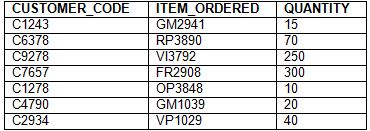 CUSTOMER_CODE ITEM_ORDERED QUANTITY
C1243 GM2941 15
C6378 RP3890 70
C9278 VI3792 250
C7657 FR2908 300
C1278 OP3848 10
C4790 GM1039 20
C2934 VP1029 40